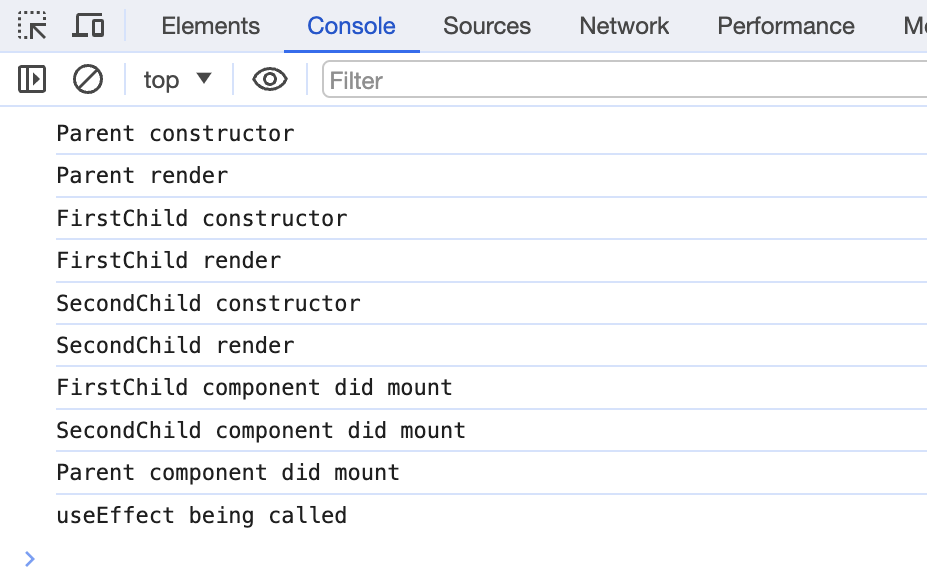 Elements Console Sources Network Performance
top Filter
Parent constructor
Parent render
FirstChild constructor
FirstChild render
SecondChild constructor
SecondChild render
FirstChild component did mount
SecondChild component did mount
Parent component did mount
useEffect being called